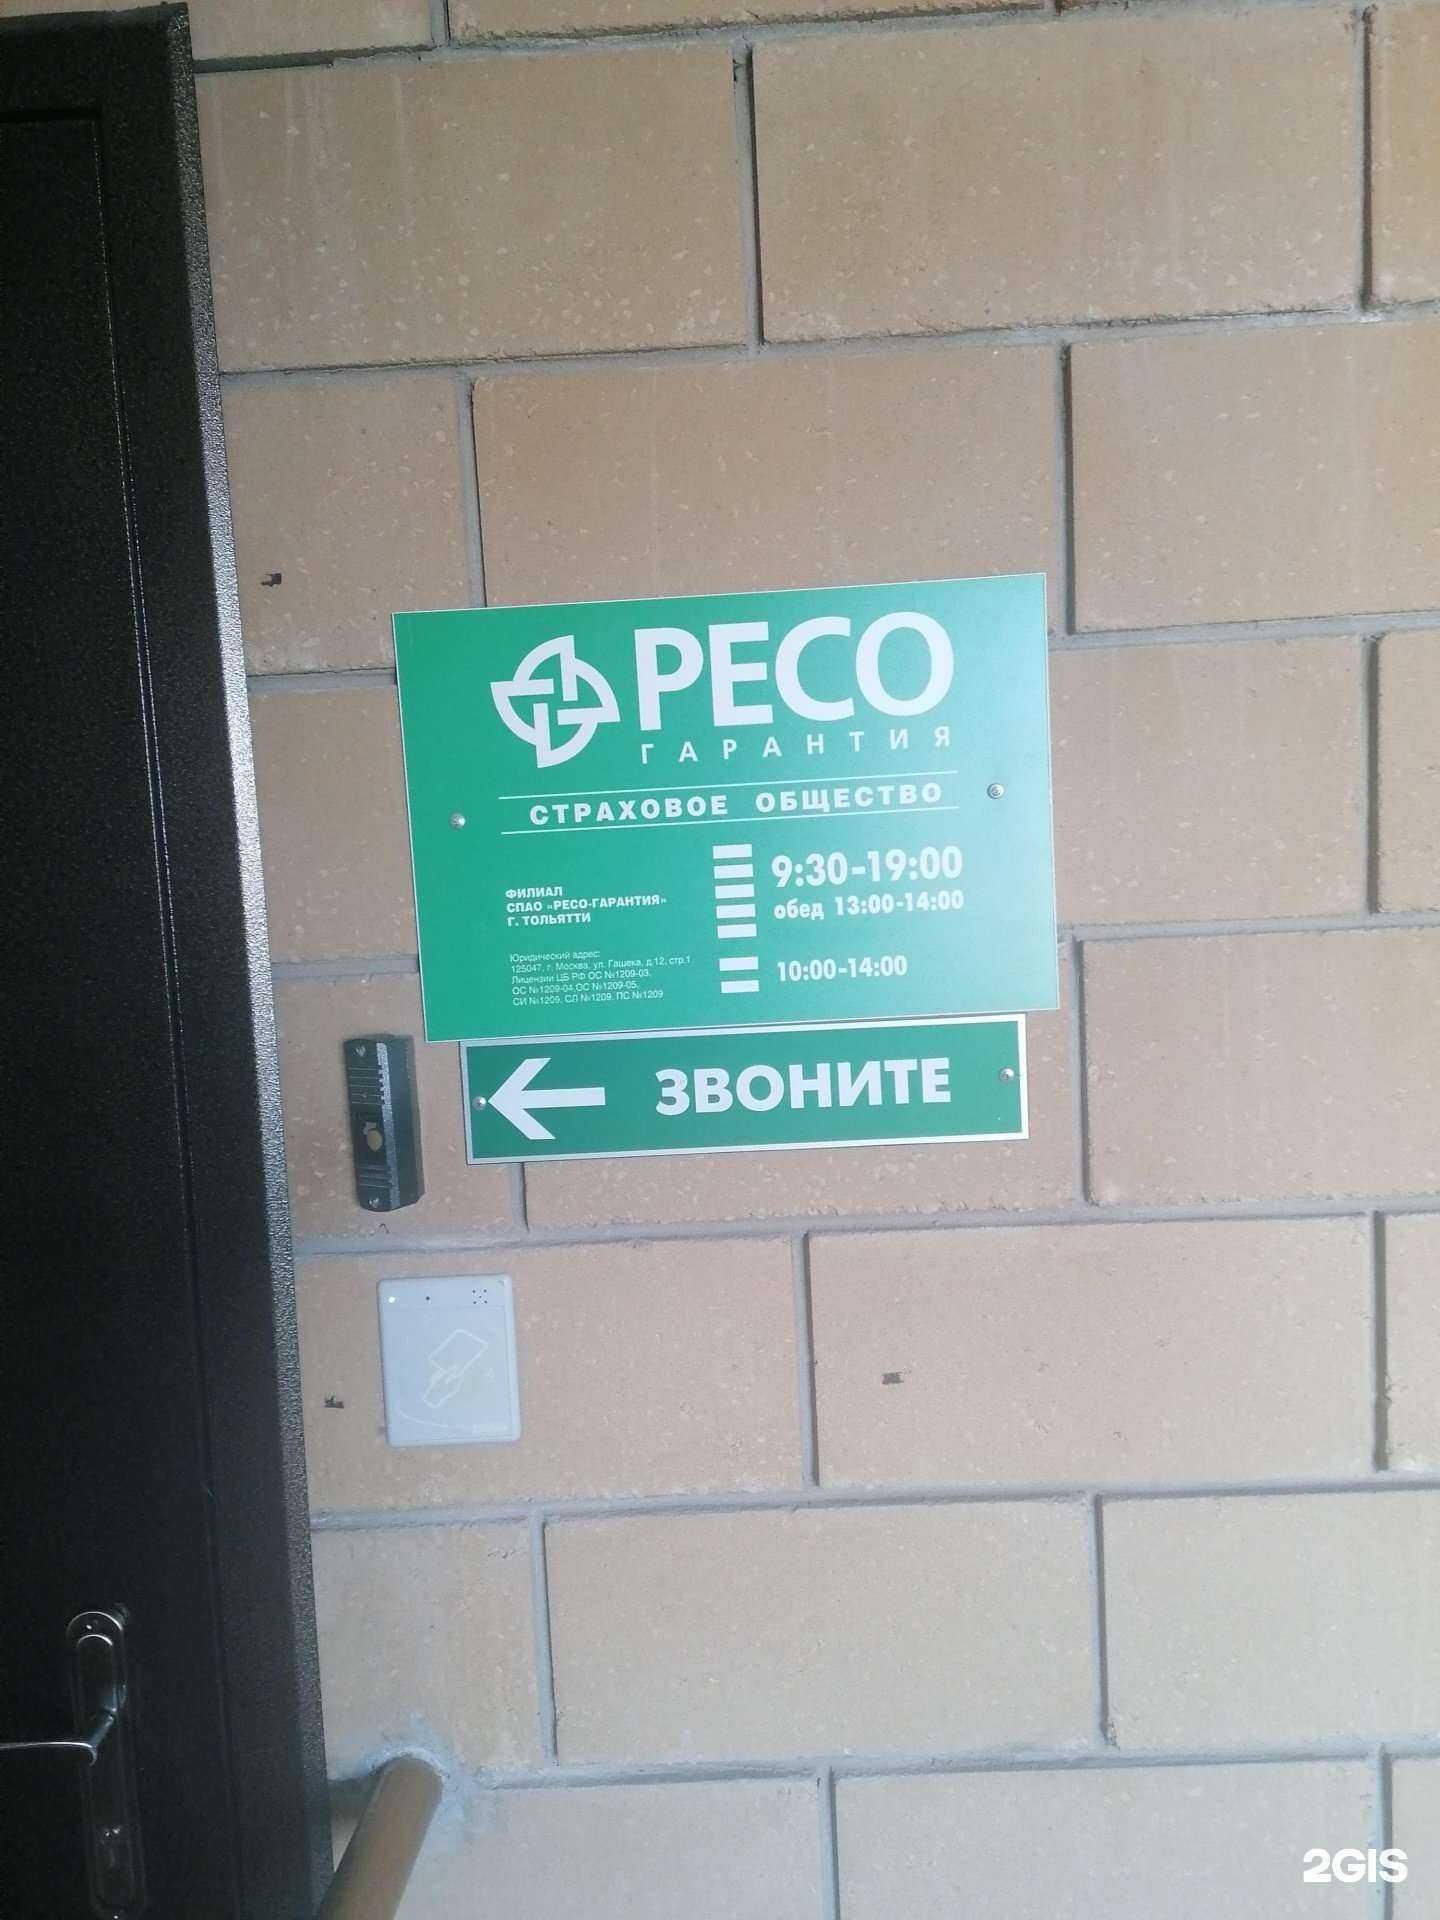 РЕСО
ГАРАНТИЯ
СТРАХОВОЕ ОБЩЕСТВО
ФИЛИАЛ
СПАО «РЕСО-ГАРАНТИЯ»
Г. ТОЛЬЯТТИ
Юридический адрес:
125047, г. Москва, ул. Гашека, д.12, стр.1
Лицензии ЦБ РФ ОС №1209-03,
ОС №1209-04,ОС №1209-05,
СИ №1209, СЛ №1209, ПС №1209
9:30-19:00
обед 13:00-14:00
10:00-14:00
ЗВОНИТЕ
2GIS